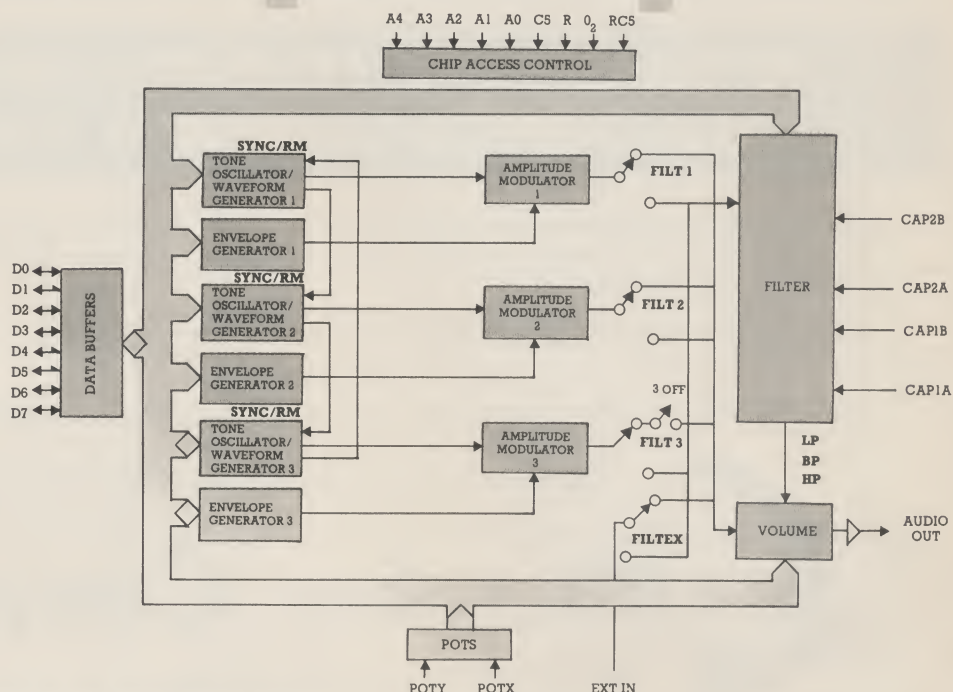 A4 A3 A2 A1 A0 C5 R 0₂ RC5
CHIP ACCESS CONTROL
SYNC/RM
TONE
OSCILLATOR/
WAVEFORM
GENERATOR 1
AMPLITUDE
MODULATOR
1
FILT 1
ENVELOPE
GENERATOR 1
SYNC/RM
TONE
OSCILLATOR/
WAVEFORM
GENERATOR 2
AMPLITUDE
MODULATOR
2
FILT 2
ENVELOPE
GENERATOR 2
SYNC/RM
TONE
OSCILLATOR/
WAVEFORM
GENERATOR 3
AMPLITUDE
MODULATOR
3
3 OFF
FILT 3
ENVELOPE
GENERATOR 3
FILTEX
D0
D1
D2
D3
D4
D5
D6
D7
DATA BUFFERS
FILTER
CAP2B
CAP2A
CAP1B
CAP1A
LP
BP
HP
VOLUME
AUDIO
OUT
POTS
POTY POTX EXT IN